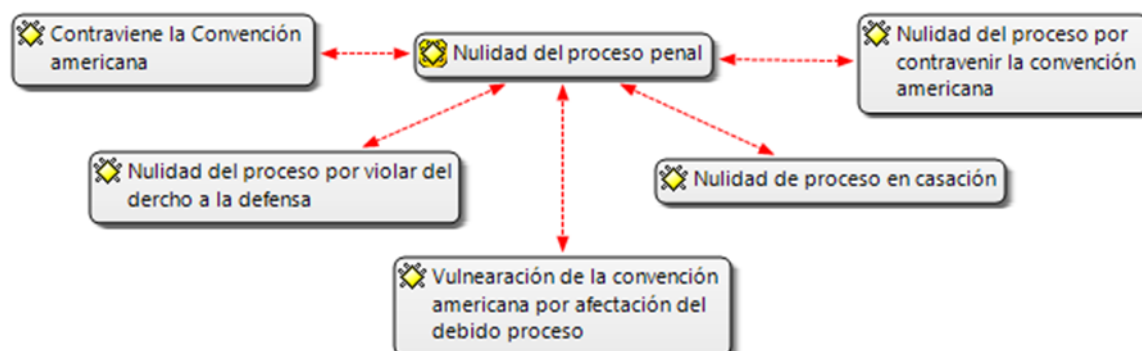 Contraviene la Convención
americana
Nulidad del proceso penal
Nulidad del proceso por
contravenir la convención
americana
Nulidad del proceso por violar del
dercho a la defensa
Nulidad de proceso en casación
Vulnearación de la convención
americana por afectación del
debido proceso